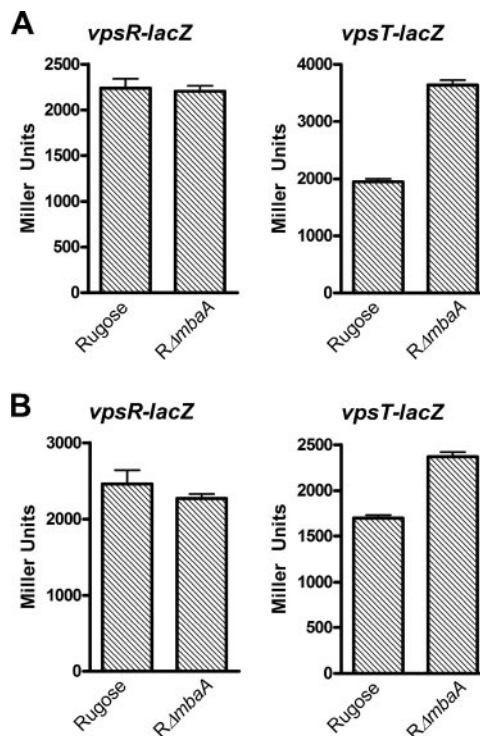 A
vpsR-lacZ
vpsT-lacZ
Miller Units
2500
2000
1500
1000
500
0
Rugose
RΔmbaA
Miller Units
4000
3000
2000
1000
0
Rugose
RΔmbaA
B
vpsR-lacZ
vpsT-lacZ
Miller Units
3000
2000
1000
0
Rugose
RΔmbaA
Miller Units
2500
2000
1500
1000
500
0
Rugose
RΔmbaA